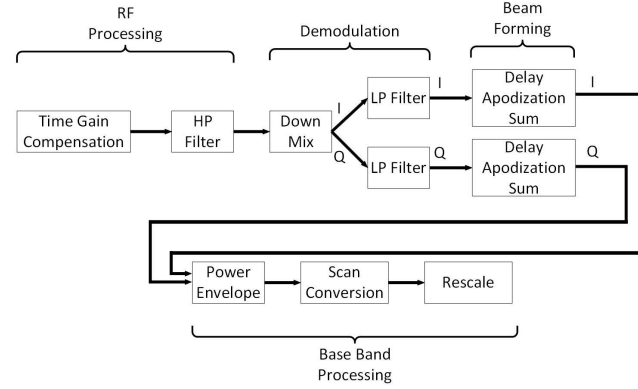 RF
Processing
Demodulation
Beam
Forming
Time Gain
Compensation
HP
Filter
Down
Mix
I
Q
LP Filter
I
Delay
Apodization
Sum
I
LP Filter
Q
Delay
Apodization
Sum
Q
Power
Envelope
Scan
Conversion
Rescale
Base Band
Processing